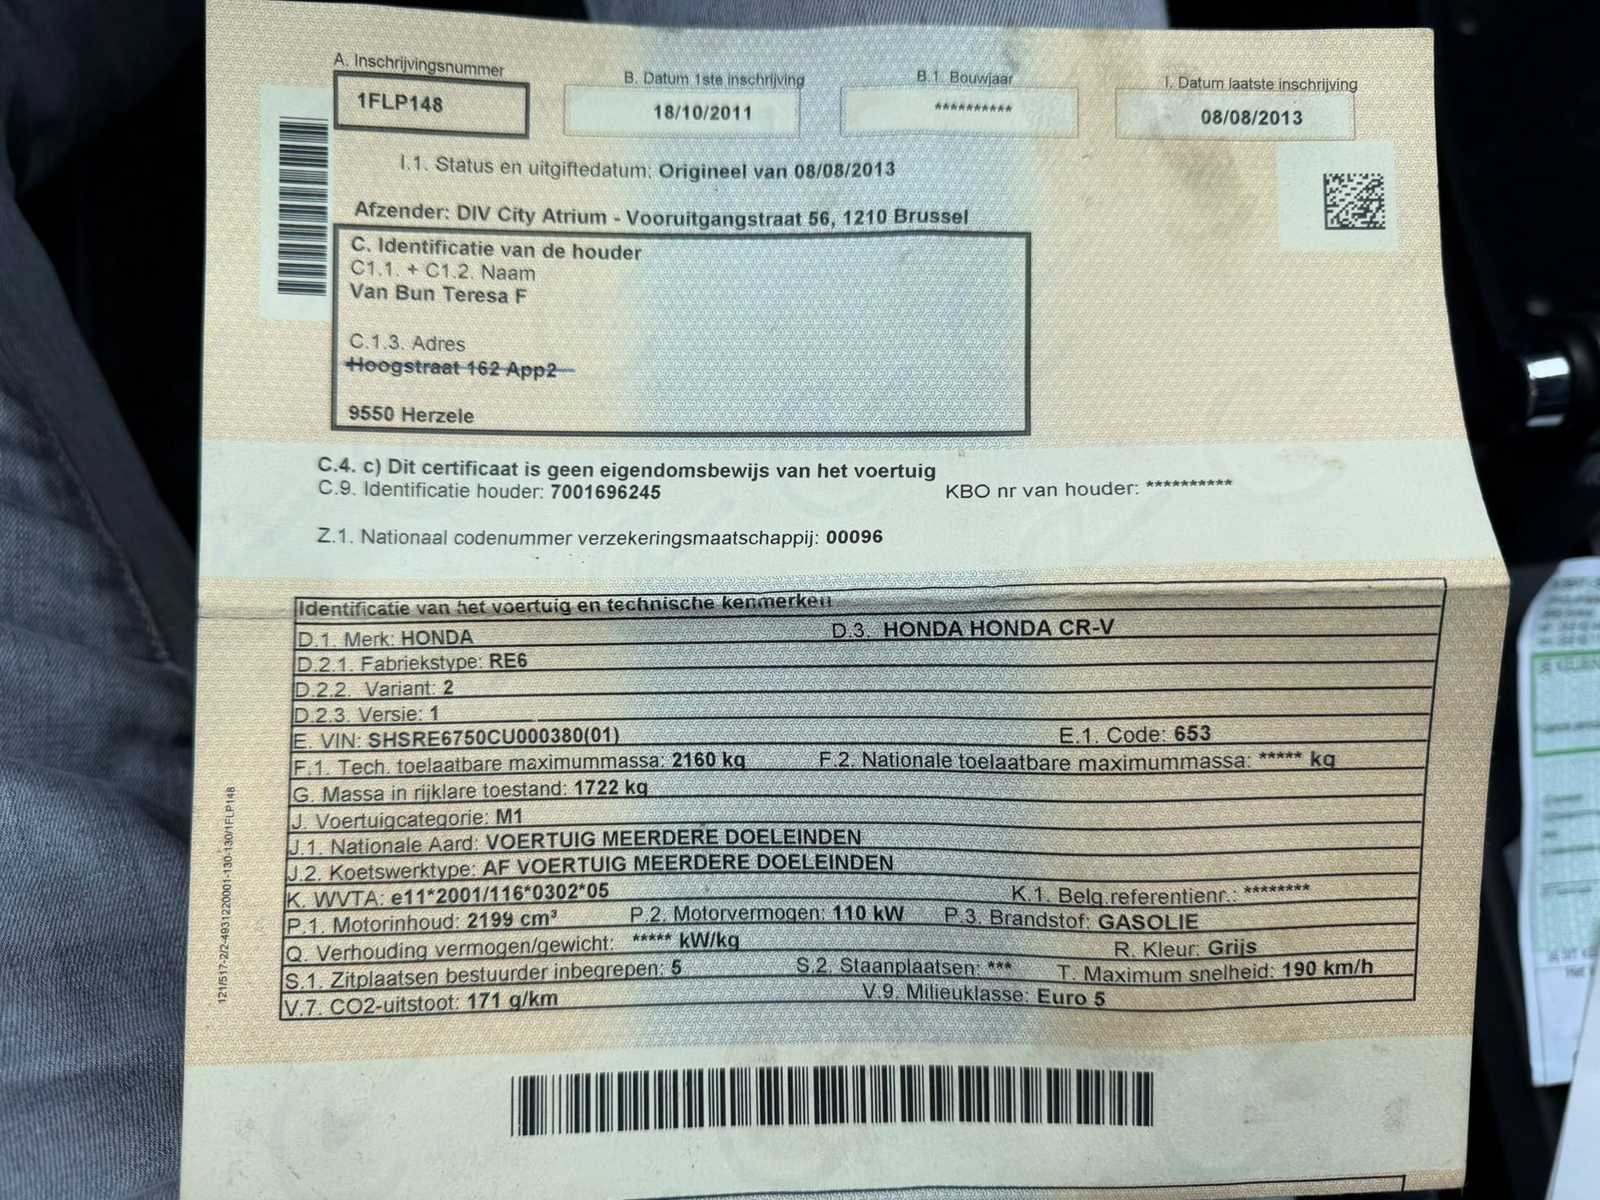 A. Inschrijvingsnummer
1FLP148
B. Datum 1ste inschrijving
18/10/2011
B.1. Bouwjaar
**********
I. Datum laatste inschrijving
08/08/2013
I.1. Status en uitgiftedatum: Origineel van 08/08/2013
Afzender: DIV City Atrium - Vooruitgangstraat 56, 1210 Brussel
C. Identificatie van de houder
C1.1. + C1.2. Naam
Van Bun Teresa F
C.1.3. Adres
Hoogstraat 162 App2
9550 Herzele
C.4. c) Dit certificaat is geen eigendomsbewijs van het voertuig
C.9. Identificatie houder: 7001696245 KBO nr van houder: **********
Z.1. Nationaal codenummer verzekeringsmaatschappij: 00096
Identificatie van het voertuig en technische kenmerken
D.1. Merk: HONDA D.3. HONDA HONDA CR-V
D.2.1. Fabriekstype: RE6
D.2.2. Variant: 2
D.2.3. Versie: 1
E. VIN: SHSRE6750CU000380(01) E.1. Code: 653
F.1. Tech. toelaatbare maximummassa: 2160 kg F.2. Nationale toelaatbare maximummassa: ***** kg
G. Massa in rijklare toestand: 1722 kg
J. Voertuigcategorie: M1
J.1. Nationale Aard: VOERTUIG MEERDERE DOELEINDEN
J.2. Koetswerktype: AF VOERTUIG MEERDERE DOELEINDEN
K. WVTA: e11*2001/116*0302*05 K.1. Belg.referentienr.: ********
P.1. Motorinhoud: 2199 cm³ P.2. Motorvermogen: 110 kW P.3. Brandstof: GASOLIE
Q. Verhouding vermogen/gewicht: ***** kW/kg R. Kleur: Grijs
S.1. Zitplaatsen bestuurder inbegrepen: 5 S.2. Staanplaatsen: *** T. Maximum snelheid: 190 km/h
V.7. CO2-uitstoot: 171 g/km V.9. Milieuklasse: Euro 5
121/517-2/2-4931220001-130-130/1FLP148